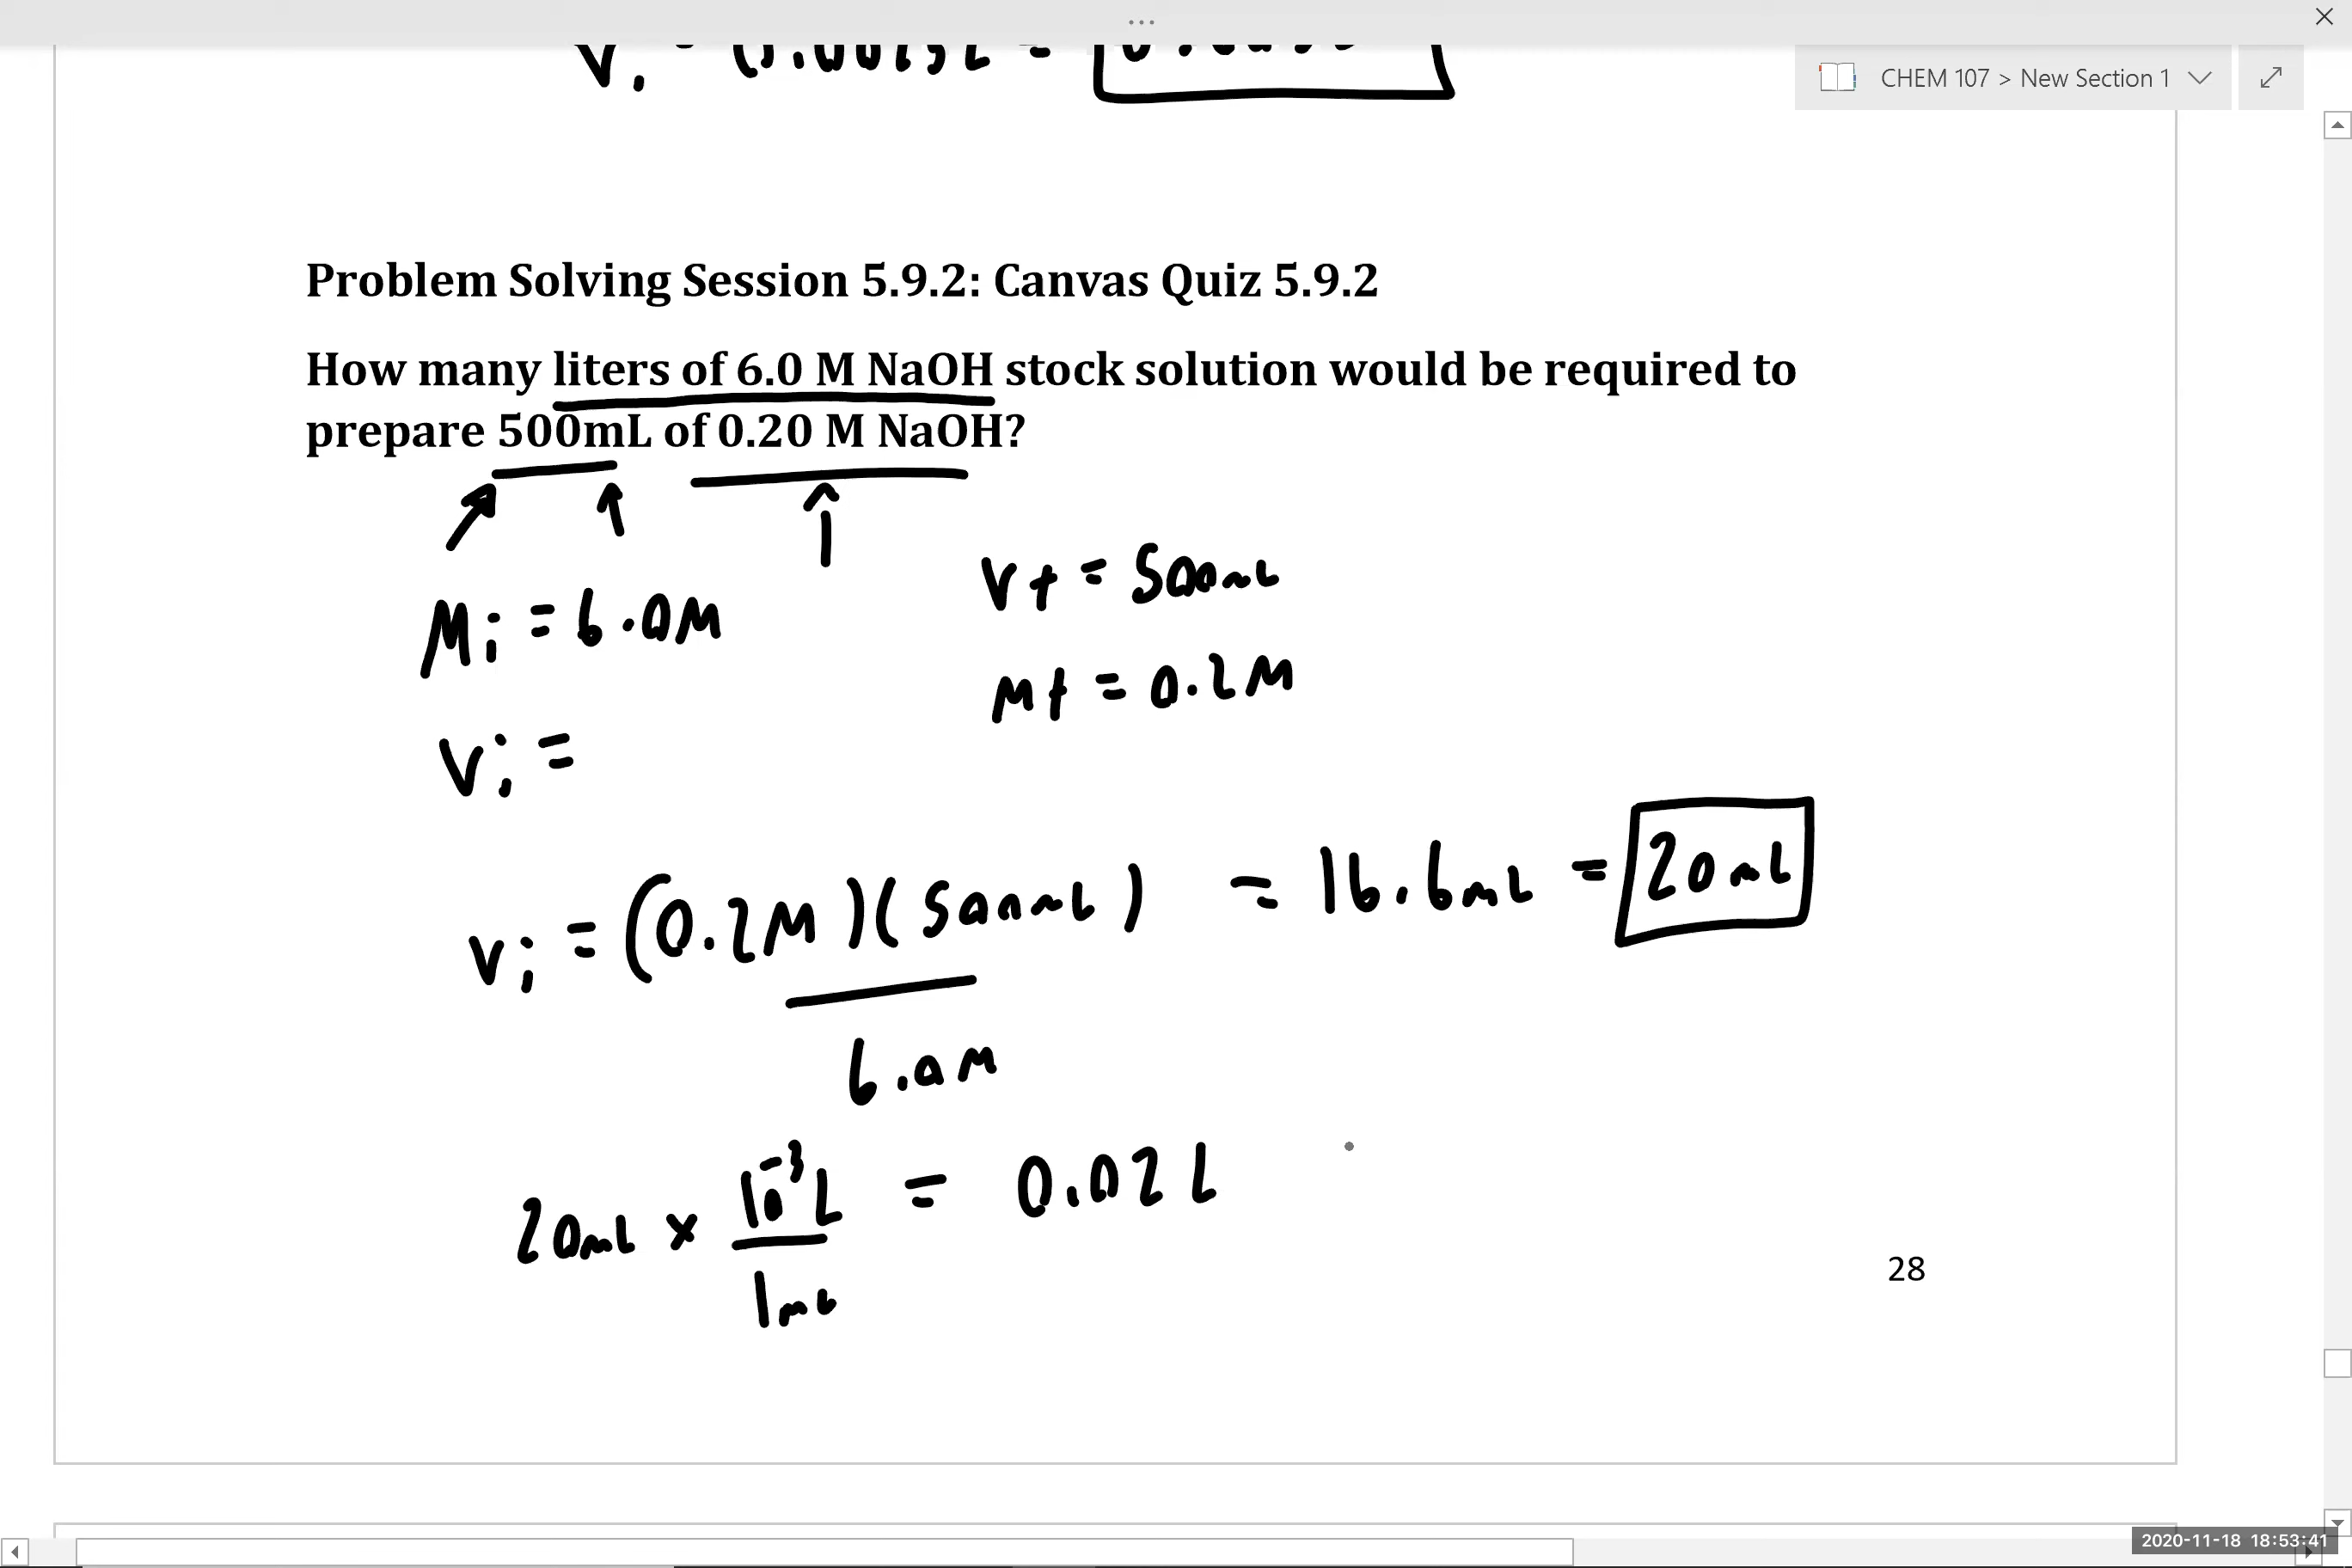 CHEM 107 > New Section 1
Problem Solving Session 5.9.2: Canvas Quiz 5.9.2
How many liters of 6.0 M NaOH stock solution would be required to
prepare 500mL of 0.20 M NaOH?
Mi = 6.0M
Vf = 500mL
Mf = 0.2M
Vi =
Vi = (0.2M)(500mL) = 16.6mL = 20mL
6.0M
20mL × 10⁻³L = 0.02L
1mL
28
2020-11-18 18:53:41